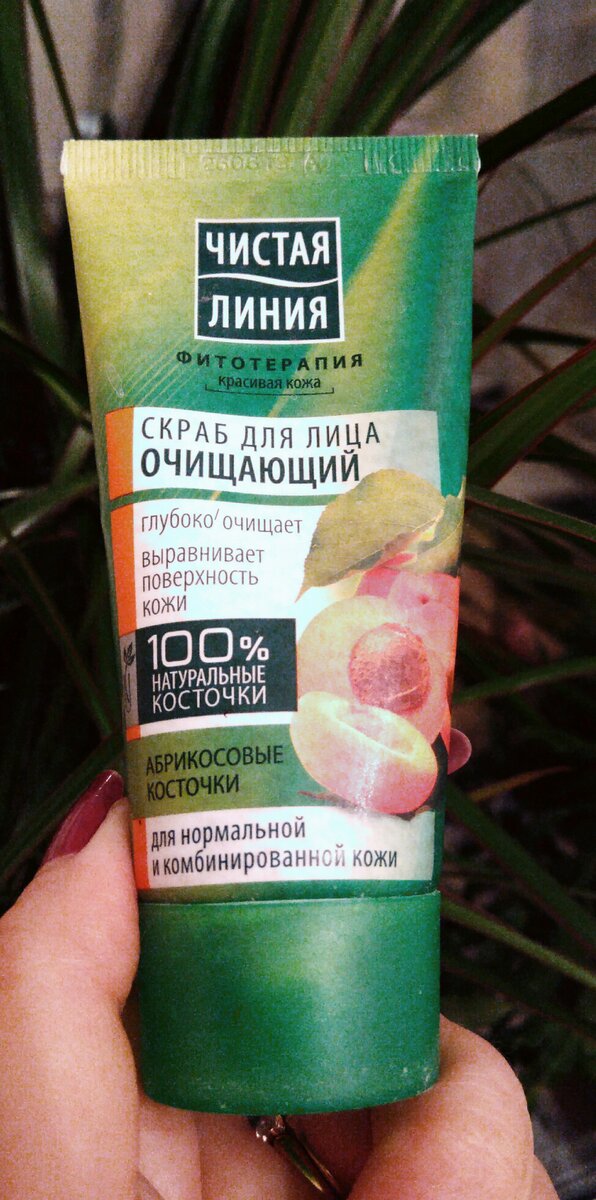 ЧИСТАЯ
ЛИНИЯ
ФИТОТЕРАПИЯ
красивая кожа
СКРАБ ДЛЯ ЛИЦА
ОЧИЩАЮЩИЙ
глубоко очищает
выравнивает
поверхность
кожи
100%
НАТУРАЛЬНЫЕ
КОСТОЧКИ
АБРИКОСОВЫЕ
КОСТОЧКИ
для нормальной
и комбинированной кожи